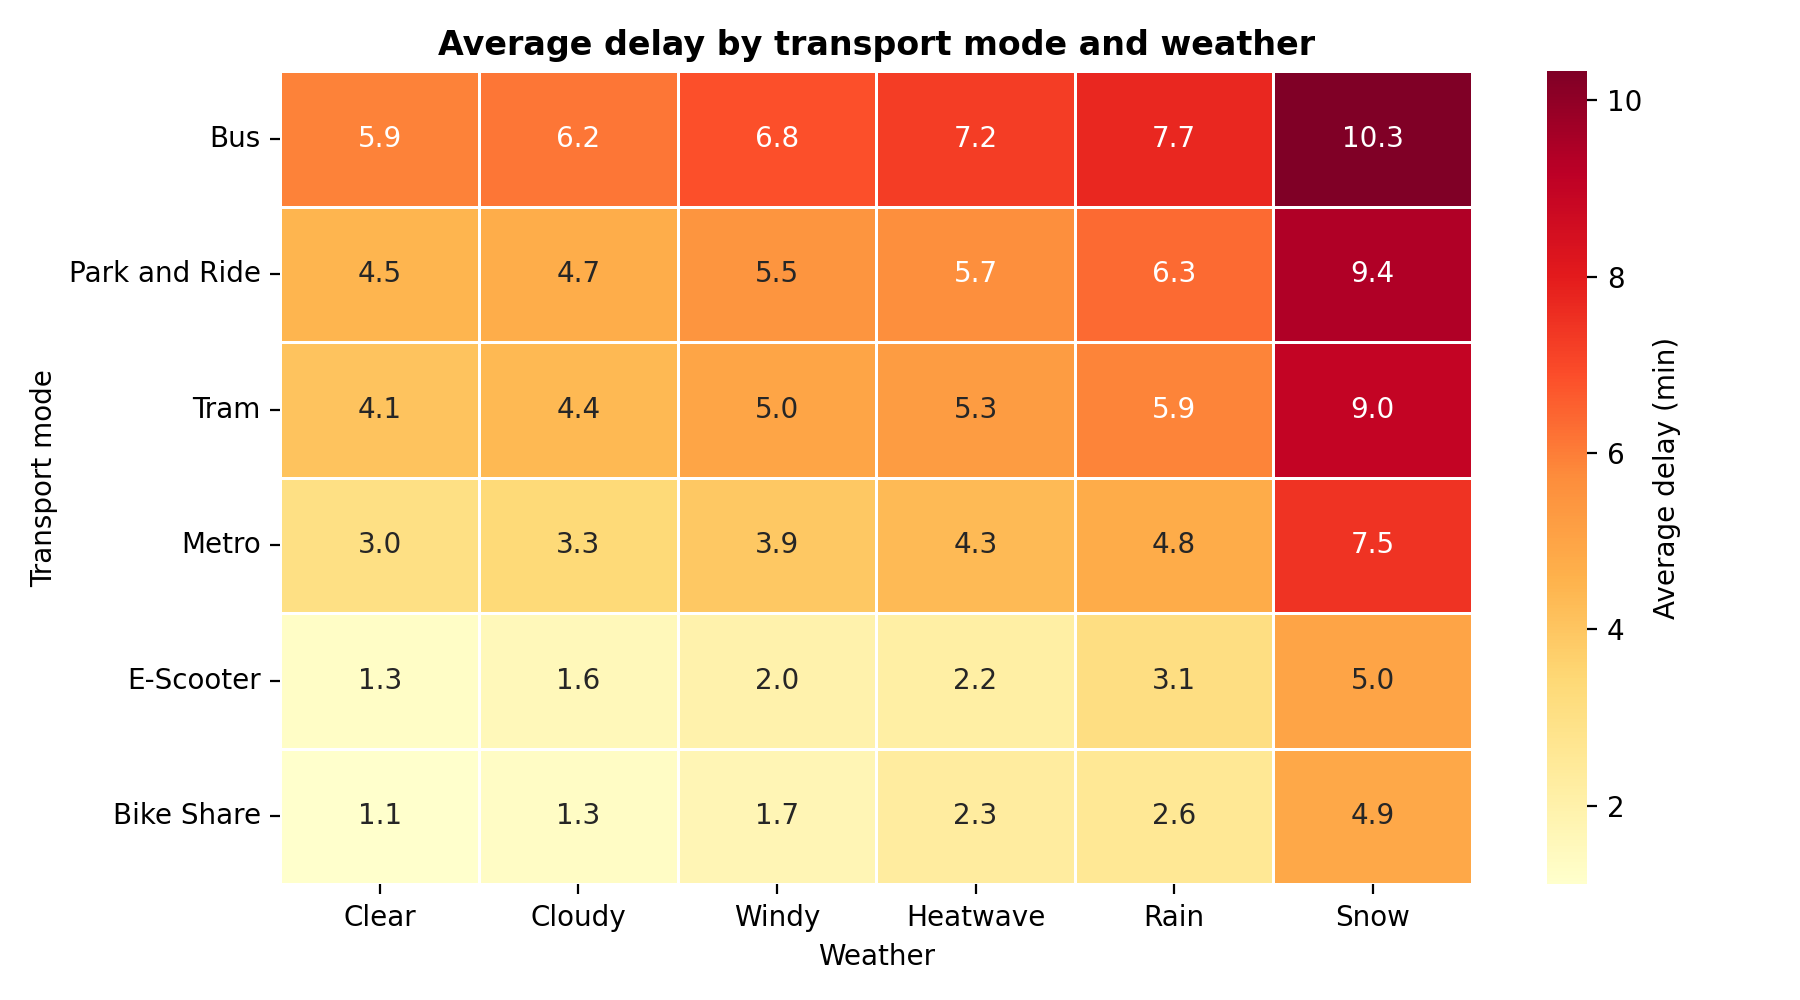 Average delay by transport mode and weather
Transport mode
Bus 5.9 6.2 6.8 7.2 7.7 10.3
Park and Ride 4.5 4.7 5.5 5.7 6.3 9.4
Tram 4.1 4.4 5.0 5.3 5.9 9.0
Metro 3.0 3.3 3.9 4.3 4.8 7.5
E-Scooter 1.3 1.6 2.0 2.2 3.1 5.0
Bike Share 1.1 1.3 1.7 2.3 2.6 4.9
Clear Cloudy Windy Heatwave Rain Snow
Weather
10
8
6
4
2
Average delay (min)